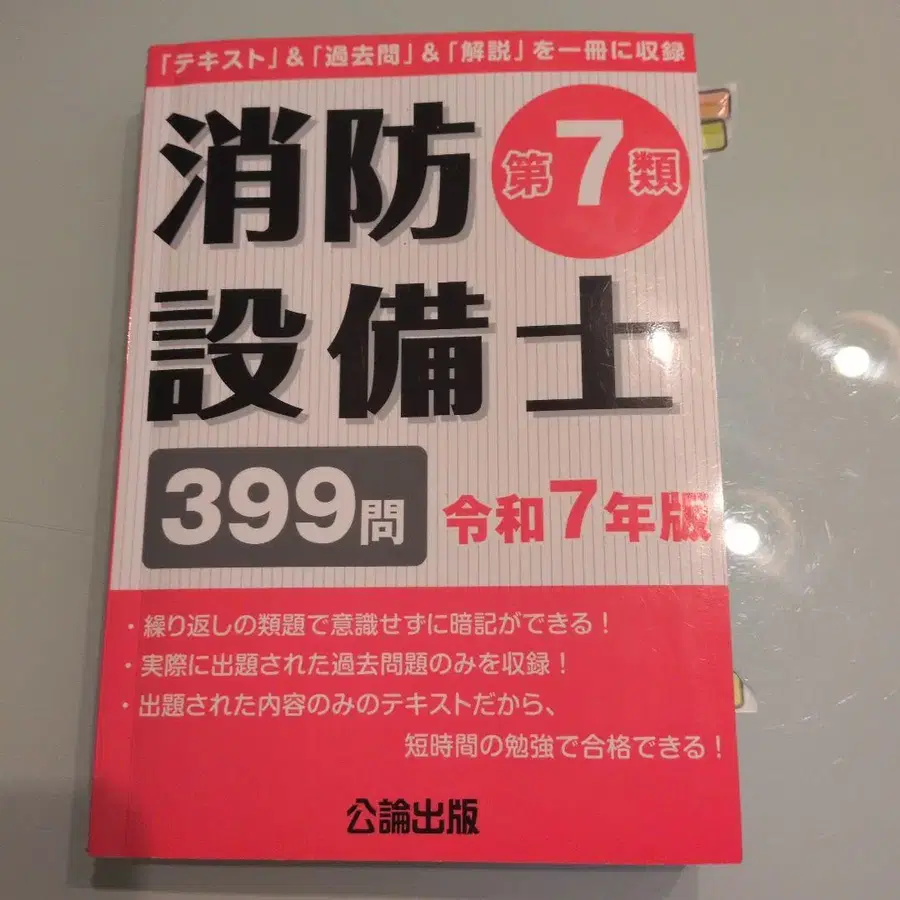 「テキスト」&「過去問」&「解説」を一冊に収録
消防
第7類
設備士
399問
令和7年版
・繰り返しの類題で意識せずに暗記ができる!
・実際に出題された過去問題のみを収録!
・出題された内容のみのテキストだから、
短時間の勉強で合格できる!
公論出版